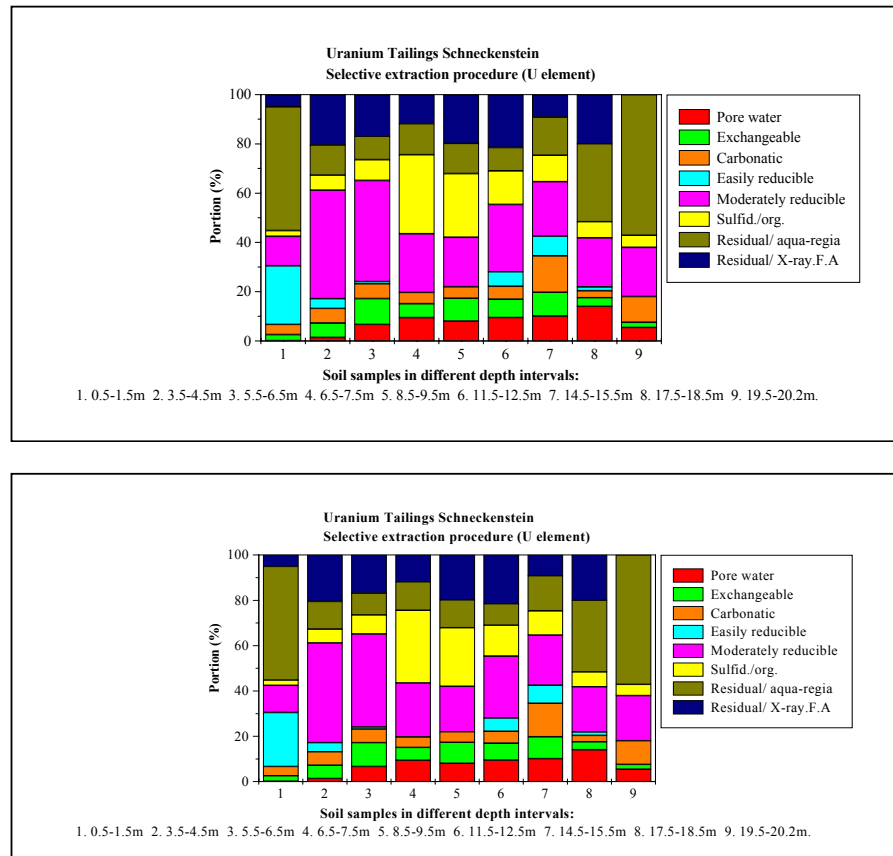 Uranium Tailings Schneckenstein
Selective extraction procedure (U element)
100
80
60
40
20
0
Portion (%)
1 2 3 4 5 6 7 8 9
Soil samples in different depth intervals:
1. 0.5-1.5m 2. 3.5-4.5m 3. 5.5-6.5m 4. 6.5-7.5m 5. 8.5-9.5m 6. 11.5-12.5m 7. 14.5-15.5m 8. 17.5-18.5m 9. 19.5-20.2m.
Pore water
Exchangeable
Carbonatic
Easily reducible
Moderately reducible
Sulfid./org.
Residual/ aqua-regia
Residual/ X-ray.F.A
Uranium Tailings Schneckenstein
Selective extraction procedure (U element)
100
80
60
40
20
0
Portion (%)
1 2 3 4 5 6 7 8 9
Soil samples in different depth intervals:
1. 0.5-1.5m 2. 3.5-4.5m 3. 5.5-6.5m 4. 6.5-7.5m 5. 8.5-9.5m 6. 11.5-12.5m 7. 14.5-15.5m 8. 17.5-18.5m 9. 19.5-20.2m.
Pore water
Exchangeable
Carbonatic
Easily reducible
Moderately reducible
Sulfid./org.
Residual/ aqua-regia
Residual/ X-ray.F.A